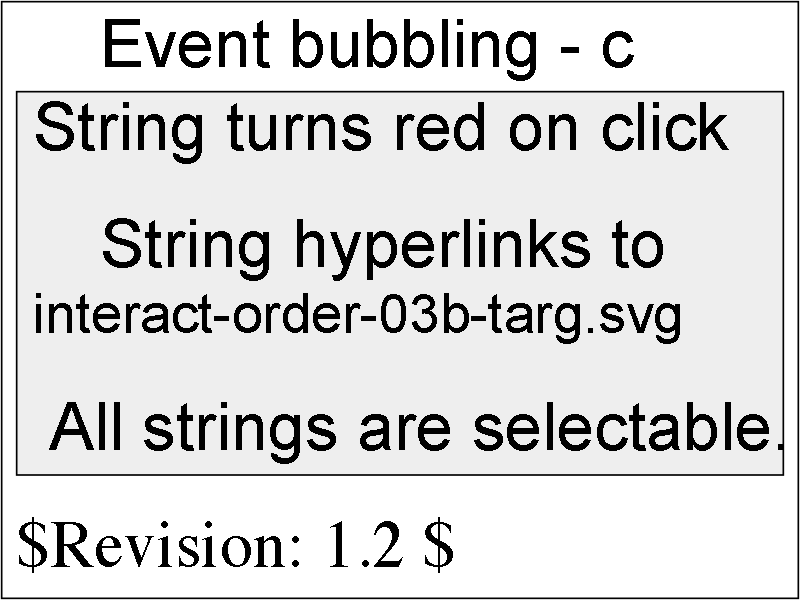 Event bubbling - c
String turns red on click
String hyperlinks to
interact-order-03b-targ.svg
All strings are selectable.
$Revision: 1.2 $